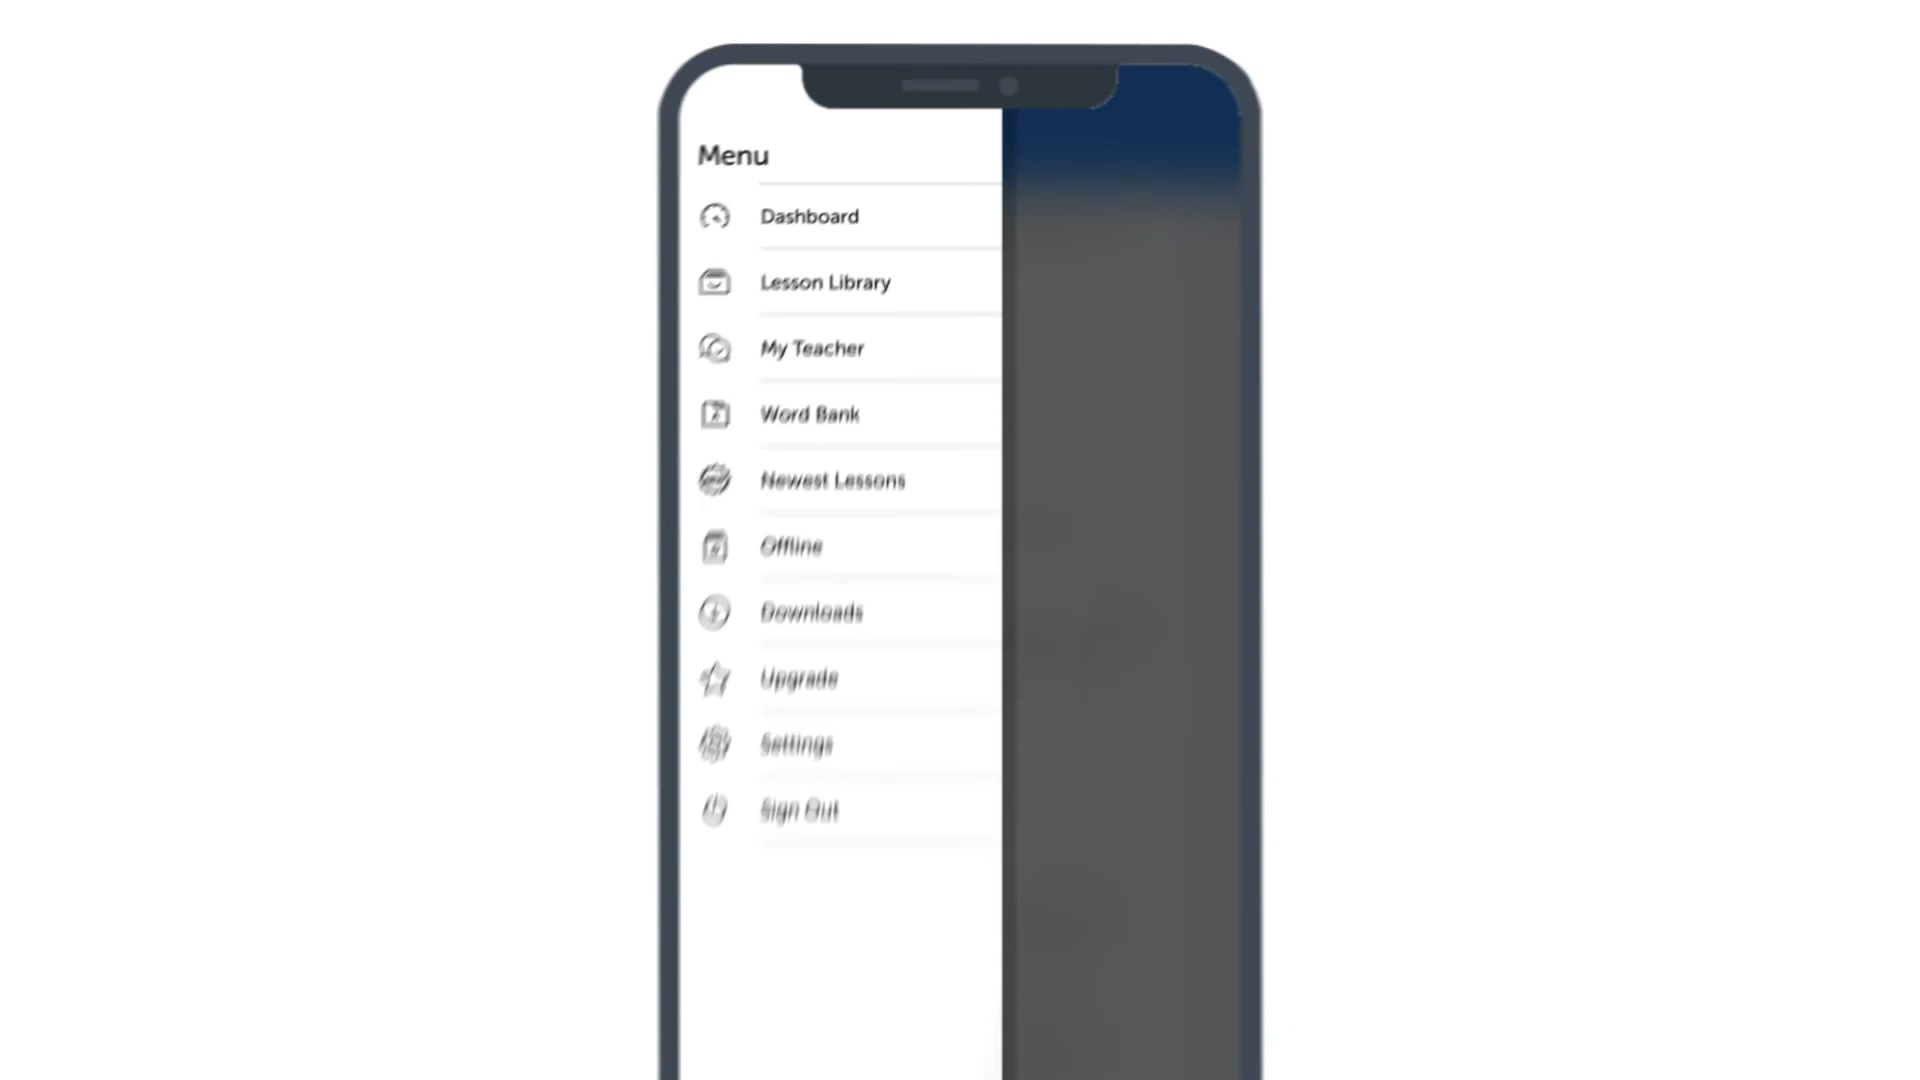 Menu
Dashboard
Lesson Library
My Teacher
Word Bank
Newest Lessons
Offline
Downloads
Upgrade
Settings
Sign Out